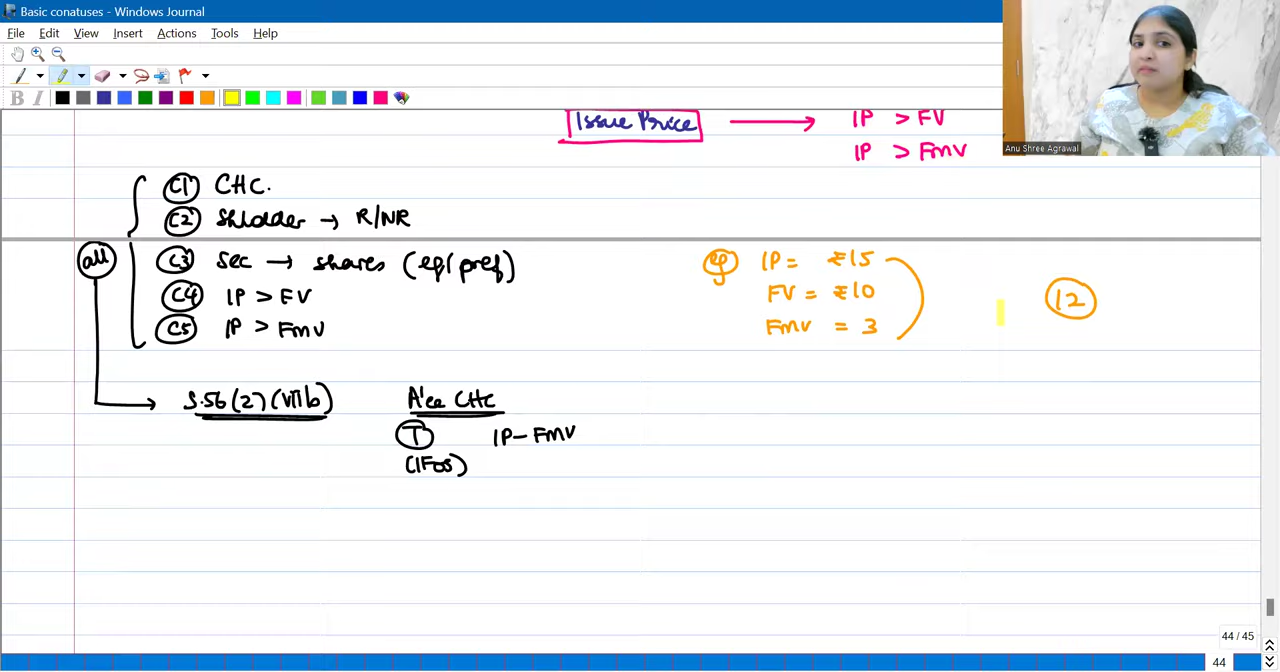 Basic conatuses - Windows Journal
File Edit View Insert Actions Tools Help
B I
Anu Shree Agrawal
Issue Price → IP > FV
IP > FMV
C1 CHC.
C2 Shlolder → R/NR
all
C3 Sec → shares (eq/pref)
C4 IP > FV
C5 IP > FMV
eg IP = ₹15
FV = ₹10
FMV = 3
12
S.56(2)(VIIb)
A'ee CHC
T IP - FMV
(IFOS)
44 / 45
44